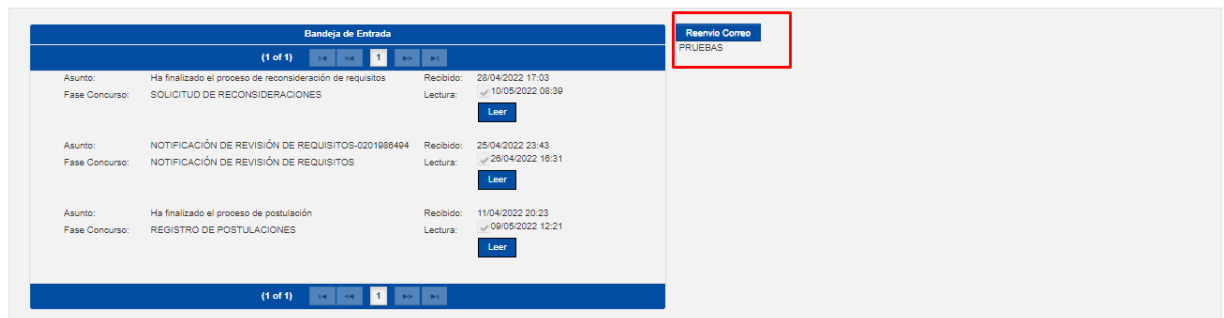 Bandeja de Entrada
(1 of 1) 1
Asunto: Ha finalizado el proceso de reconsideración de requisitos Recibido: 28/04/2022 17:03
Fase Concurso: SOLICITUD DE RECONSIDERACIONES Lectura: 10/05/2022 08:39
Leer
Asunto: NOTIFICACIÓN DE REVISIÓN DE REQUISITOS-0201986494 Recibido: 25/04/2022 23:43
Fase Concurso: NOTIFICACIÓN DE REVISIÓN DE REQUISITOS Lectura: 26/04/2022 16:31
Leer
Asunto: Ha finalizado el proceso de postulación Recibido: 11/04/2022 20:23
Fase Concurso: REGISTRO DE POSTULACIONES Lectura: 09/05/2022 12:21
Leer
(1 of 1) 1
Reenvio Correo
PRUEBAS